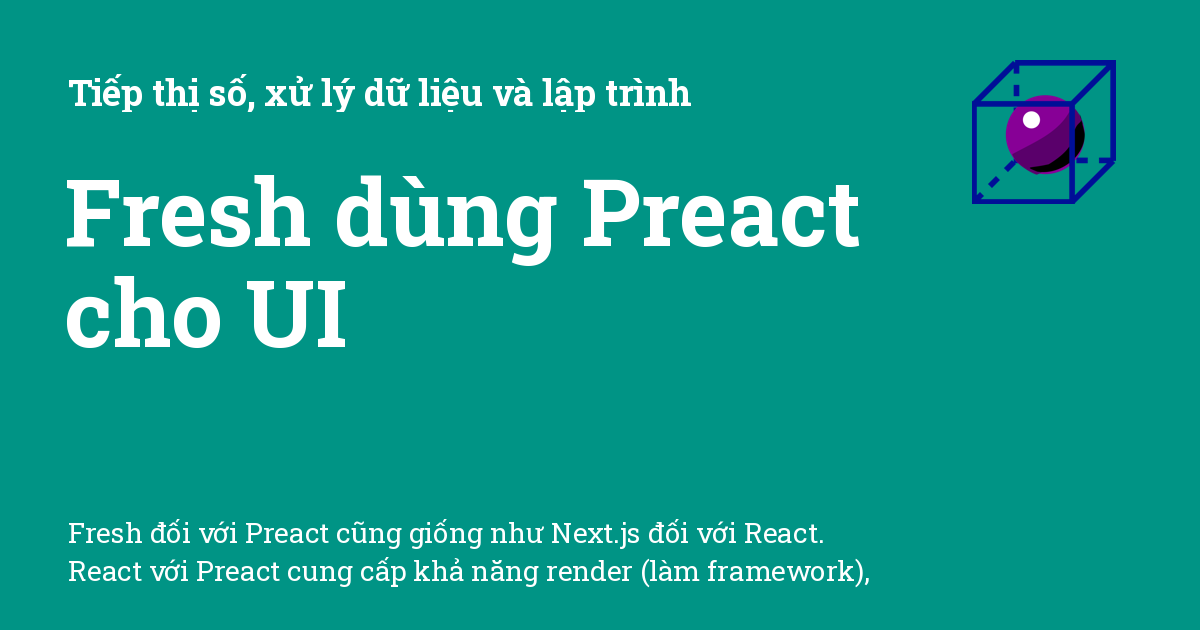 Tiếp thị số, xử lý dữ liệu và lập trình
Fresh dùng Preact
cho UI
Fresh đối với Preact cũng giống như Next.js đối với React.
React với Preact cung cấp khả năng render (làm framework),